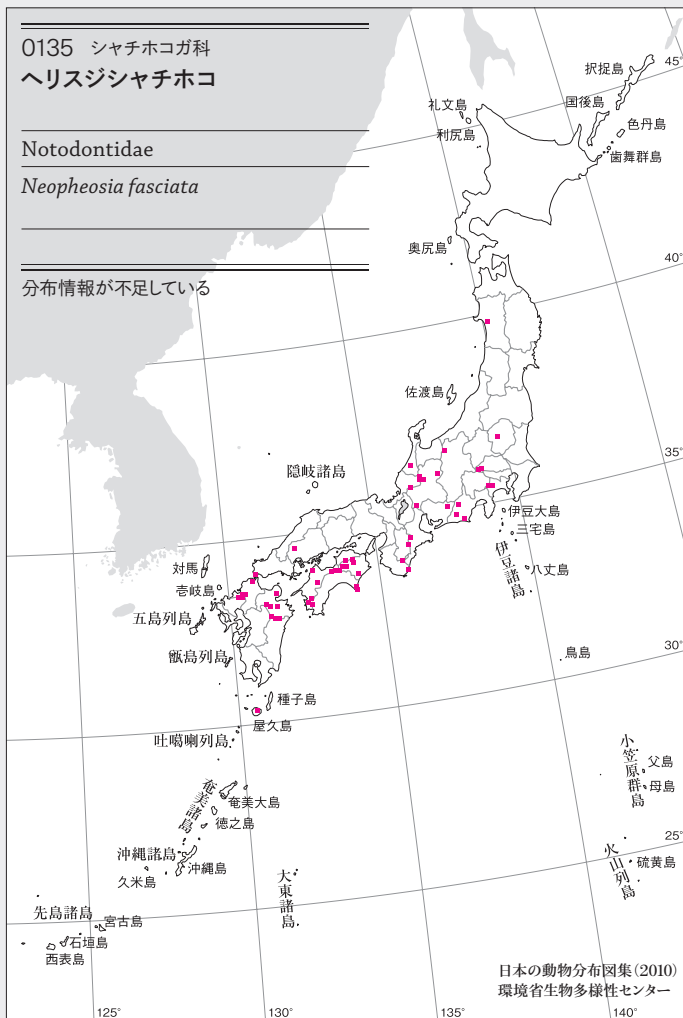 0135 シャチホコガ科
ヘリスジシャチホコ
Notodontidae
Neopheosia fasciata
分布情報が不足している
45°
択捉島
国後島
礼文島
色丹島
利尻島
歯舞群島
奥尻島
40°
佐渡島
35°
隠岐諸島
伊豆大島
三宅島
伊豆諸島
八丈島
対馬
壱岐島
五島列島
甑島列島
鳥島
30°
種子島
屋久島
吐噶喇列島
小笠原群島
父島
母島
奄美諸島
奄美大島
徳之島
25°
沖縄諸島
沖縄島
久米島
大東諸島
火山列島
硫黄島
先島諸島
宮古島
石垣島
西表島
日本の動物分布図集(2010)
環境省生物多様性センター
125°
130°
135°
140°